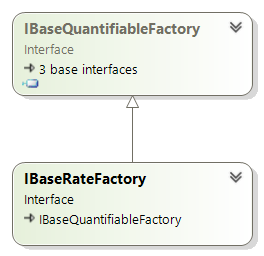 IBaseQuantifiableFactory
Interface
3 base interfaces
IBaseRateFactory
Interface
IBaseQuantifiableFactory